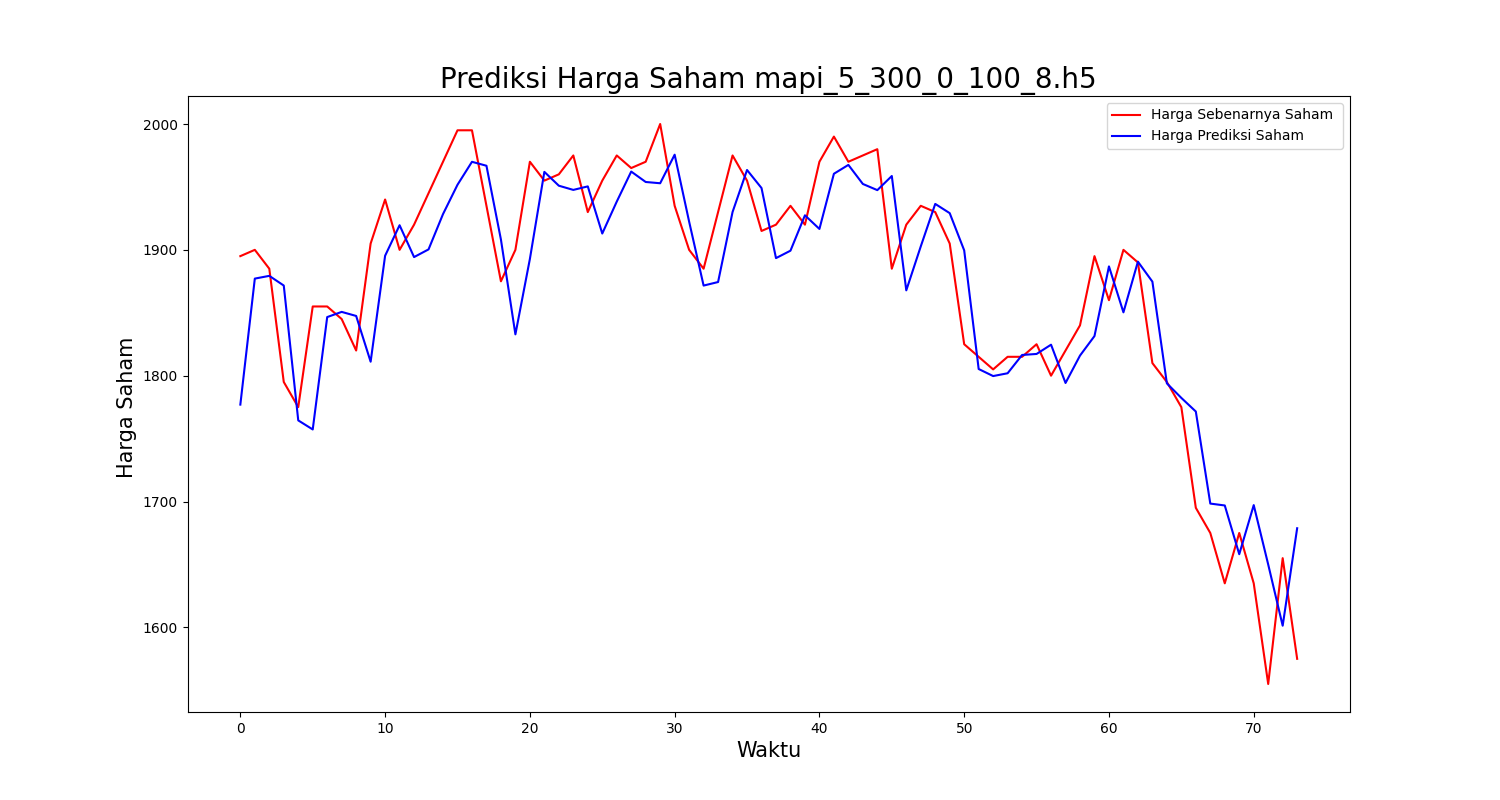 Prediksi Harga Saham mapi_5_300_0_100_8.h5
Harga Sebenarnya Saham
Harga Prediksi Saham
Harga Saham
2000
1900
1800
1700
1600
0 10 20 30 40 50 60 70
Waktu